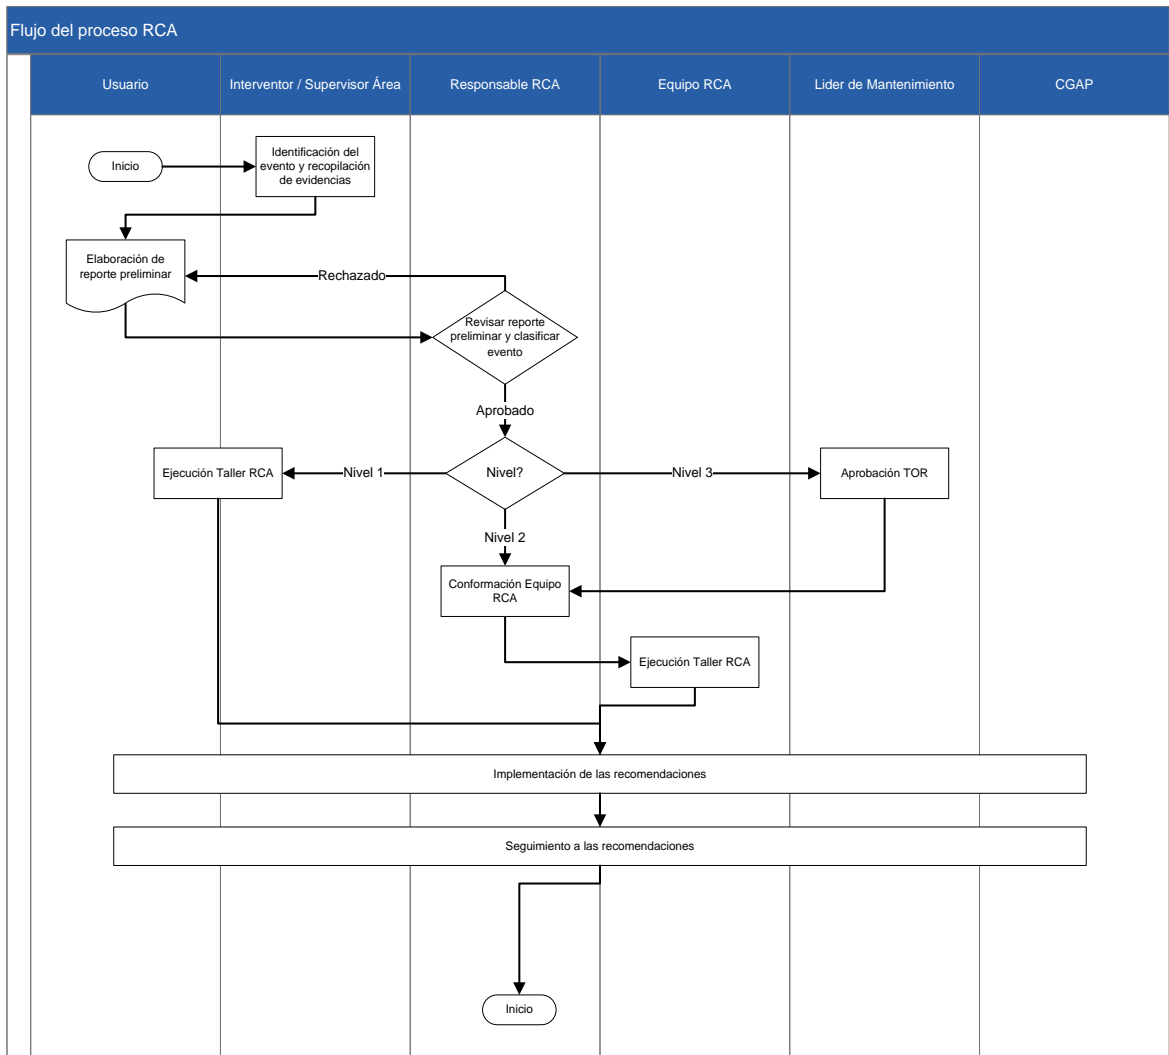 Flujo del proceso RCA
Usuario
Interventor / Supervisor Área
Responsable RCA
Equipo RCA
Lider de Mantenimiento
CGAP
Inicio
Identificación del
evento y recopilación
de evidencias
Elaboración de
reporte preliminar
Rechazado
Revisar reporte
preliminar y clasificar
evento
Aprobado
Ejecución Taller RCA
Nivel 1
Nivel?
Nivel 3
Aprobación TOR
Nivel 2
Conformación Equipo
RCA
Ejecución Taller RCA
Implementación de las recomendaciones
Seguimiento a las recomendaciones
Inicio